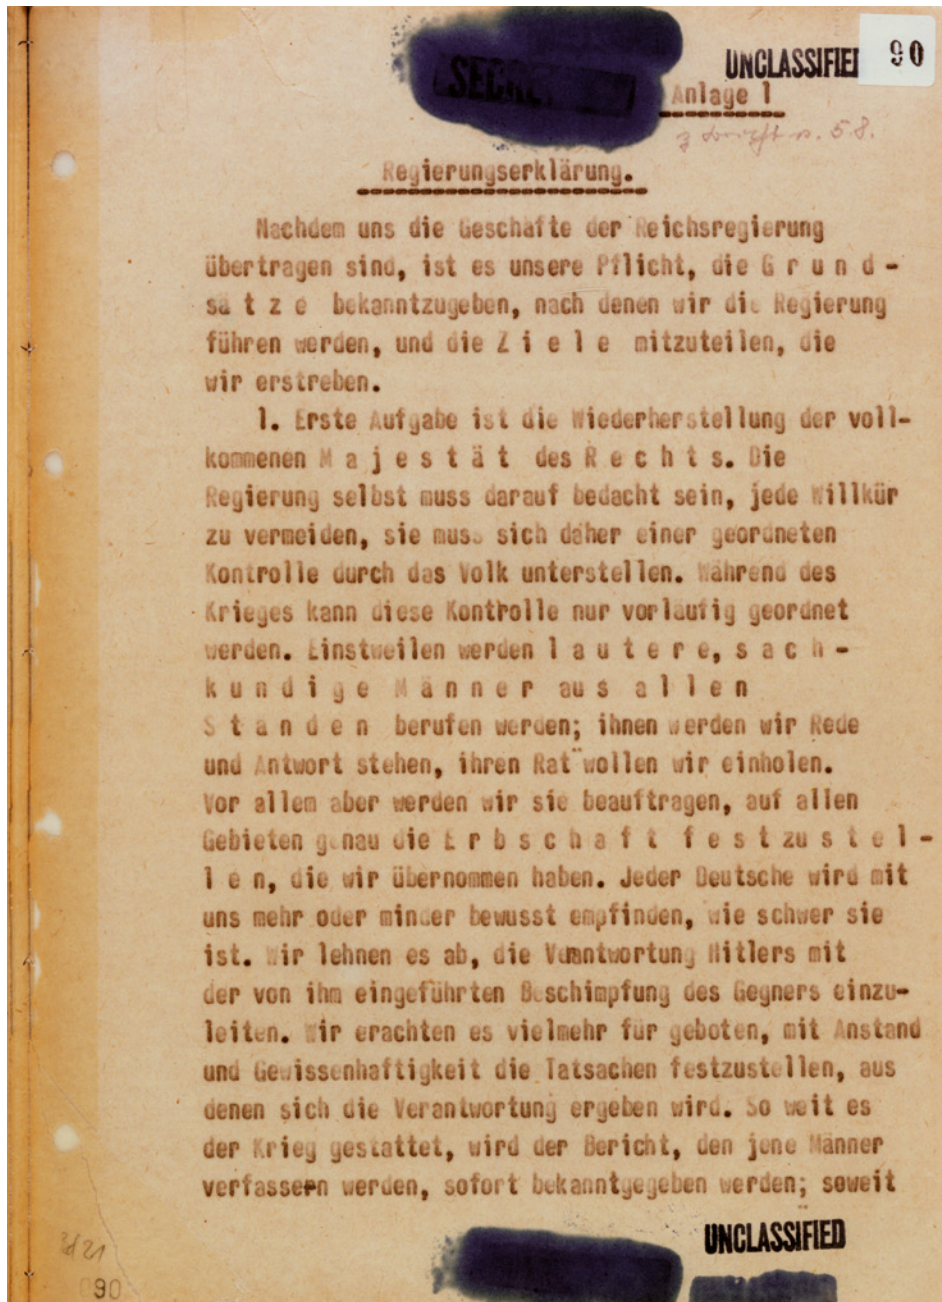 SECRET
UNCLASSIFIED
90
Anlage 1
5.8.
Regierungserklärung.
Nachdem uns die Geschäfte der Reichsregierung
übertragen sind, ist es unsere Pflicht, die G r u n d -
sä t z e bekanntzugeben, nach denen wir die Regierung
führen werden, und die Z i e l e mitzuteilen, die
wir erstreben.
1. Erste Aufgabe ist die Wiederherstellung der voll-
kommenen M a j e s t ä t des R e c h t s. Die
Regierung selbst muss darauf bedacht sein, jede Willkür
zu vermeiden, sie muss sich daher einer geordneten
Kontrolle durch das Volk unterstellen. Während des
Krieges kann diese Kontrolle nur vorläufig geordnet
werden. Einstweilen werden l a u t e r e, s a c h -
k u n d i g e M ä n n e r aus a l l e n
S t ä n d e n berufen werden; ihnen werden wir Rede
und Antwort stehen, ihren Rat wollen wir einholen.
Vor allem aber werden wir sie beauftragen, auf allen
Gebieten genau die E r b s c h a f t f e s t zu s t e l -
l e n, die wir übernommen haben. Jeder Deutsche wird mit
uns mehr oder minder bewusst empfinden, wie schwer sie
ist. Wir lehnen es ab, die Verantwortung Hitlers mit
der von ihm eingeführten Beschimpfung des Gegners einzu-
leiten. Wir erachten es vielmehr für geboten, mit Anstand
und Gewissenhaftigkeit die Tatsachen festzustellen, aus
denen sich die Verantwortung ergeben wird. So weit es
der Krieg gestattet, wird der Bericht, den jene Männer
verfassern werden, sofort bekanntgegeben werden; soweit
UNCLASSIFIED
90